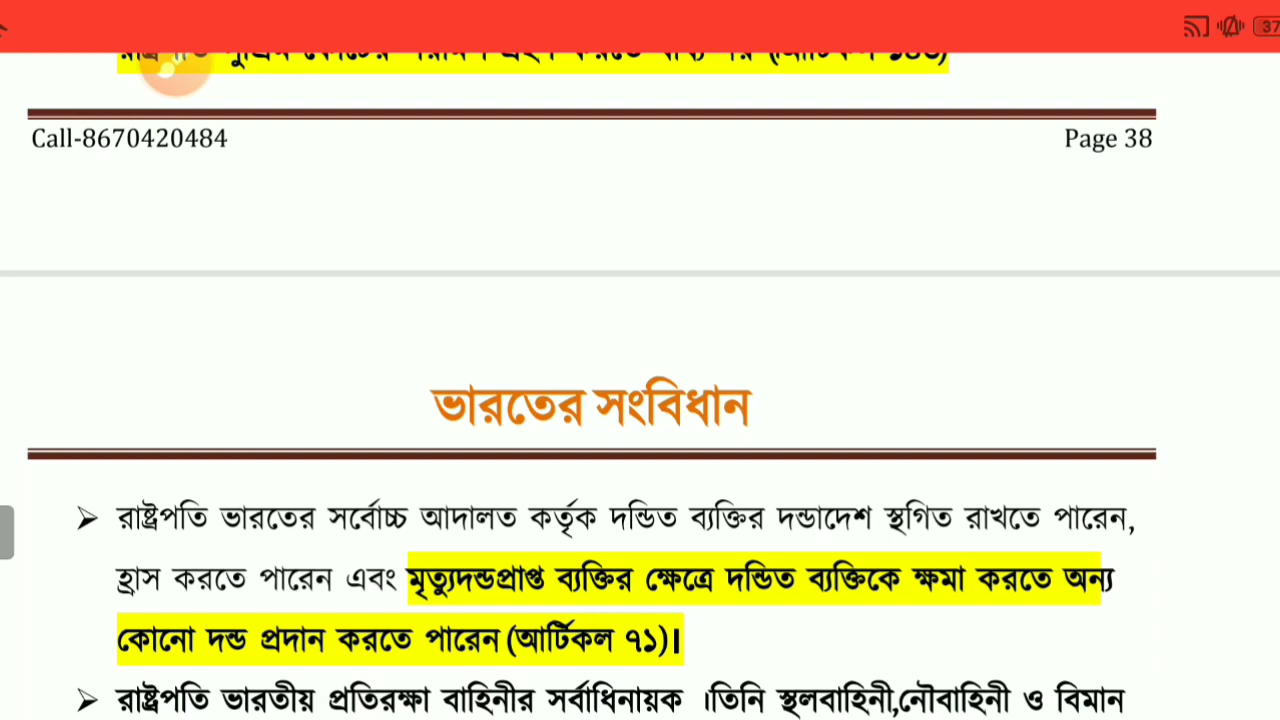 37
Call-8670420484
Page 38
ভারতের সংবিধান
➢ রাষ্ট্রপতি ভারতের সর্বোচ্চ আদালত কর্তৃক দন্ডিত ব্যক্তির দন্ডাদেশ স্থগিত রাখতে পারেন,
হ্রাস করতে পারেন এবং মৃত্যুদন্ডপ্রাপ্ত ব্যক্তির ক্ষেত্রে দন্ডিত ব্যক্তিকে ক্ষমা করতে অন্য
কোনো দন্ড প্রদান করতে পারেন (আর্টিকল ৭১)।
➢ রাষ্ট্রপতি ভারতীয় প্রতিরক্ষা বাহিনীর সর্বাধিনায়ক ।তিনি স্থলবাহিনী,নৌবাহিনী ও বিমান